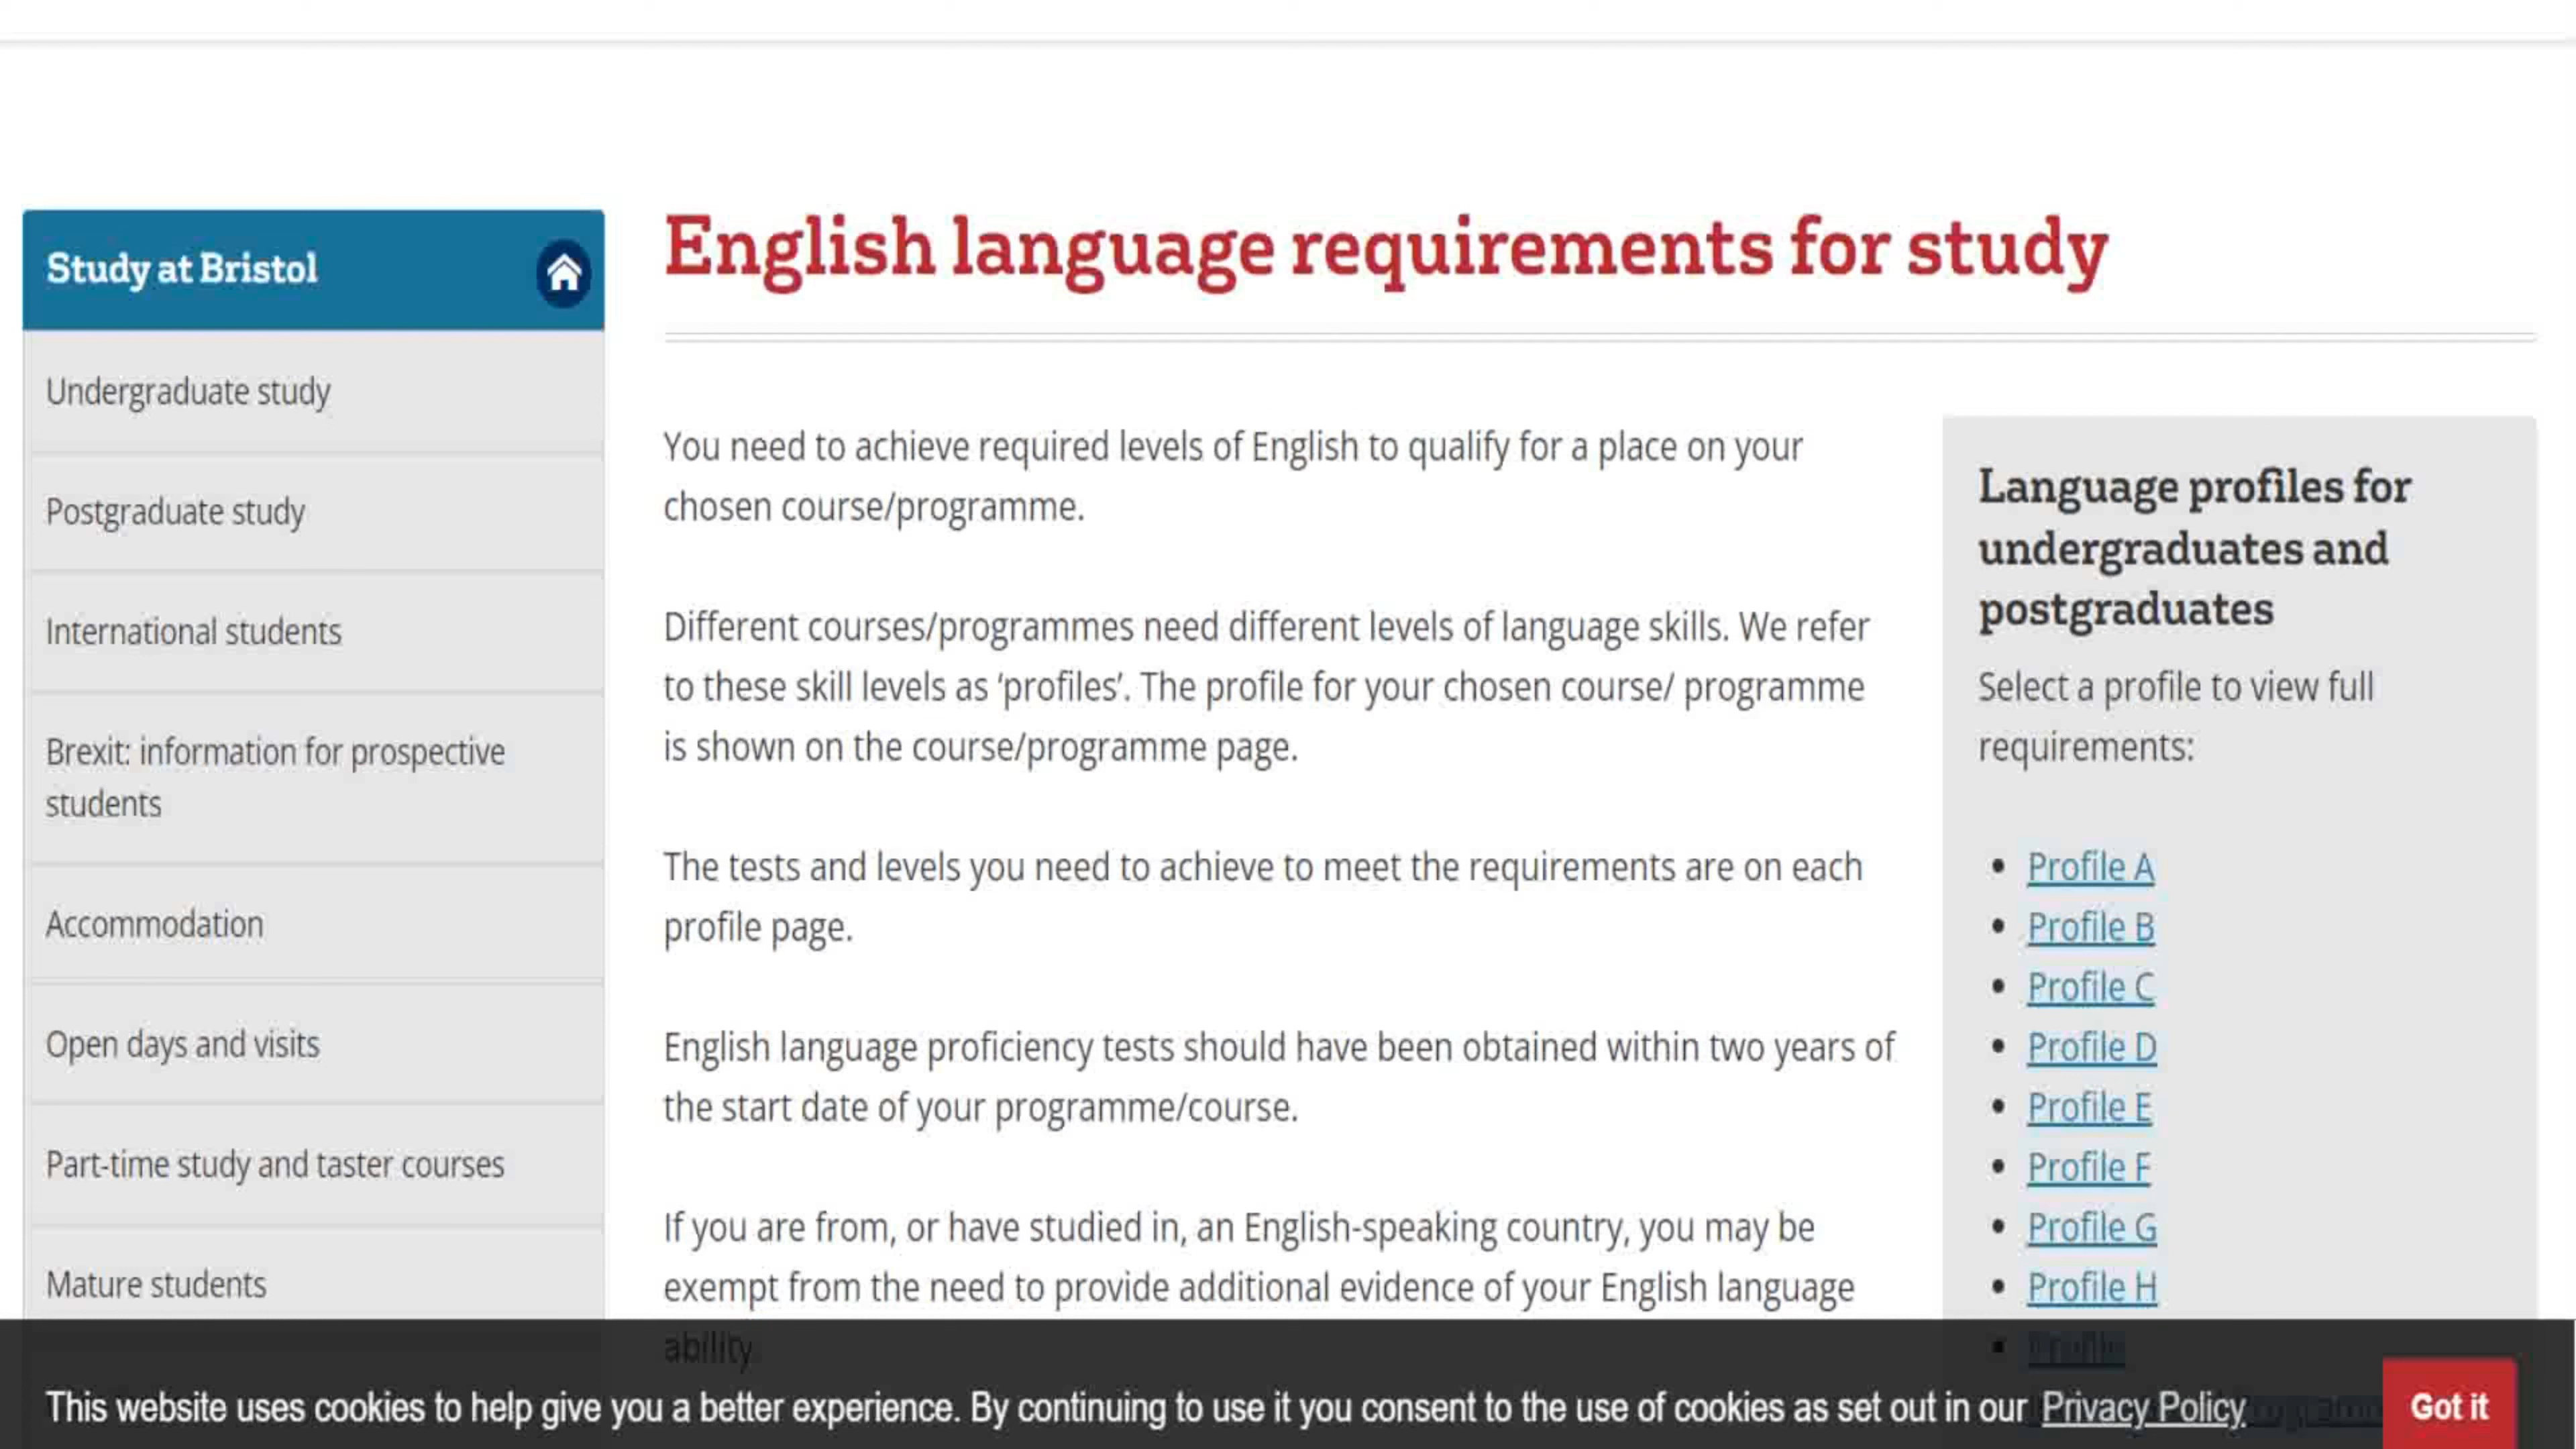 Study at Bristol
Undergraduate study
Postgraduate study
International students
Brexit: information for prospective
students
Accommodation
Open days and visits
Part-time study and taster courses
Mature students
English language requirements for study
You need to achieve required levels of English to qualify for a place on your
chosen course/programme.
Different courses/programmes need different levels of language skills. We refer
to these skill levels as ‘profiles’. The profile for your chosen course/ programme
is shown on the course/programme page.
The tests and levels you need to achieve to meet the requirements are on each
profile page.
English language proficiency tests should have been obtained within two years of
the start date of your programme/course.
If you are from, or have studied in, an English-speaking country, you may be
exempt from the need to provide additional evidence of your English language
ability
Language profiles for
undergraduates and
postgraduates
Select a profile to view full
requirements:
• Profile A
• Profile B
• Profile C
• Profile D
• Profile E
• Profile F
• Profile G
• Profile H
• Profile
This website uses cookies to help give you a better experience. By continuing to use it you consent to the use of cookies as set out in our Privacy Policy
Got it